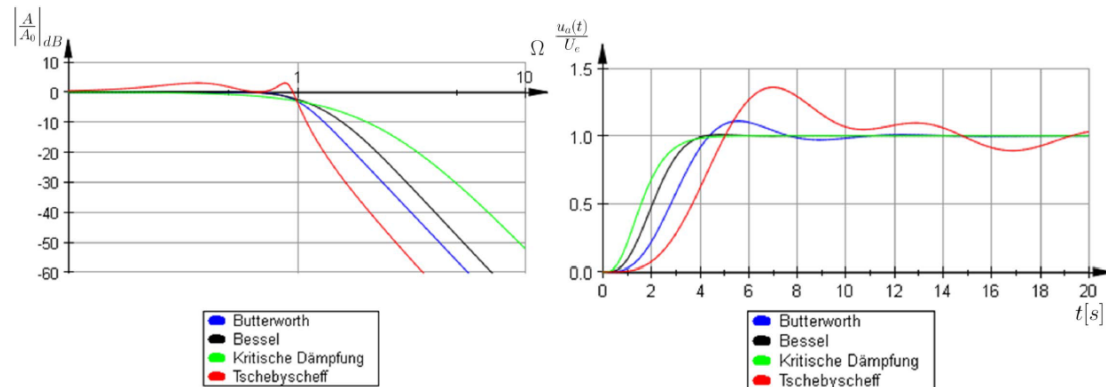 |A/A₀|dB
10
0
-10
-20
-30
-40
-50
-60
1
10
Ω
Butterworth
Bessel
Kritische Dämpfung
Tschebyscheff
uₐ(t)/Uₑ
1.5
1.0
0.5
0.0
0 2 4 6 8 10 12 14 16 18 20
t[s]
Butterworth
Bessel
Kritische Dämpfung
Tschebyscheff